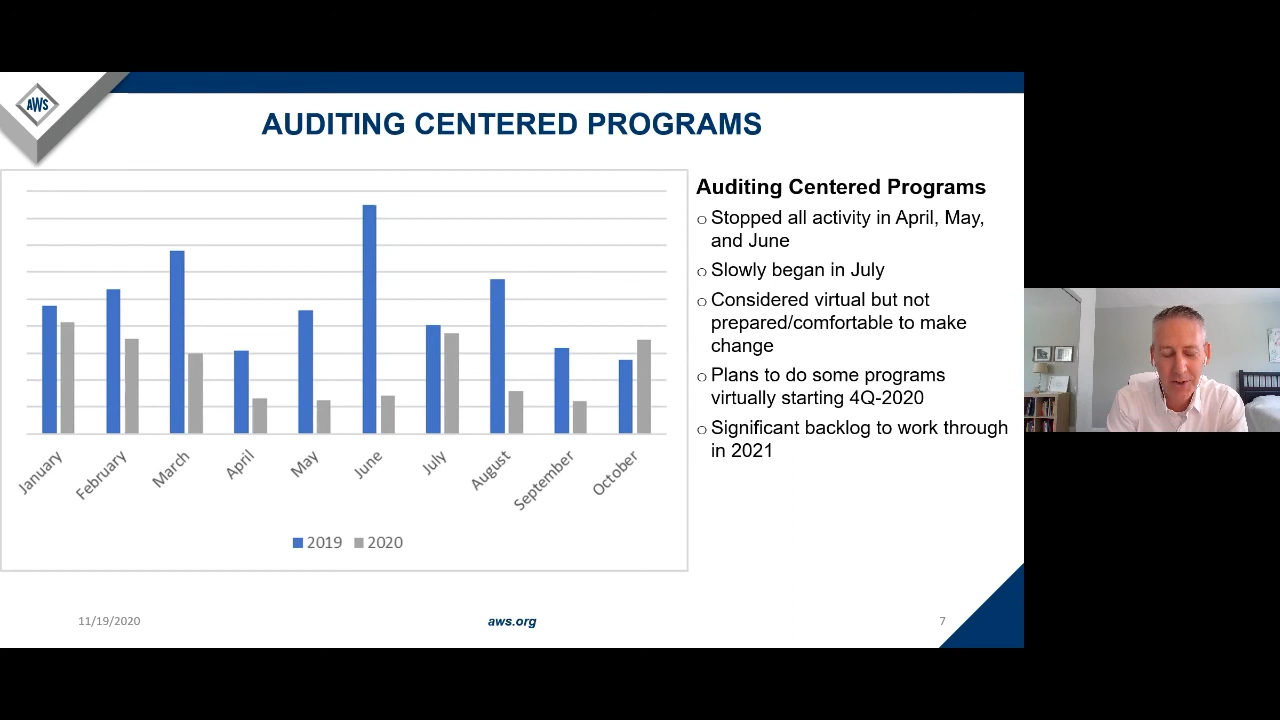 AWS
AUDITING CENTERED PROGRAMS
Auditing Centered Programs
Stopped all activity in April, May,
and June
Slowly began in July
Considered virtual but not
prepared/comfortable to make
change
Plans to do some programs
virtually starting 4Q-2020
Significant backlog to work through
in 2021
January
February
March
April
May
June
July
August
September
October
2019 2020
11/19/2020
aws.org
7